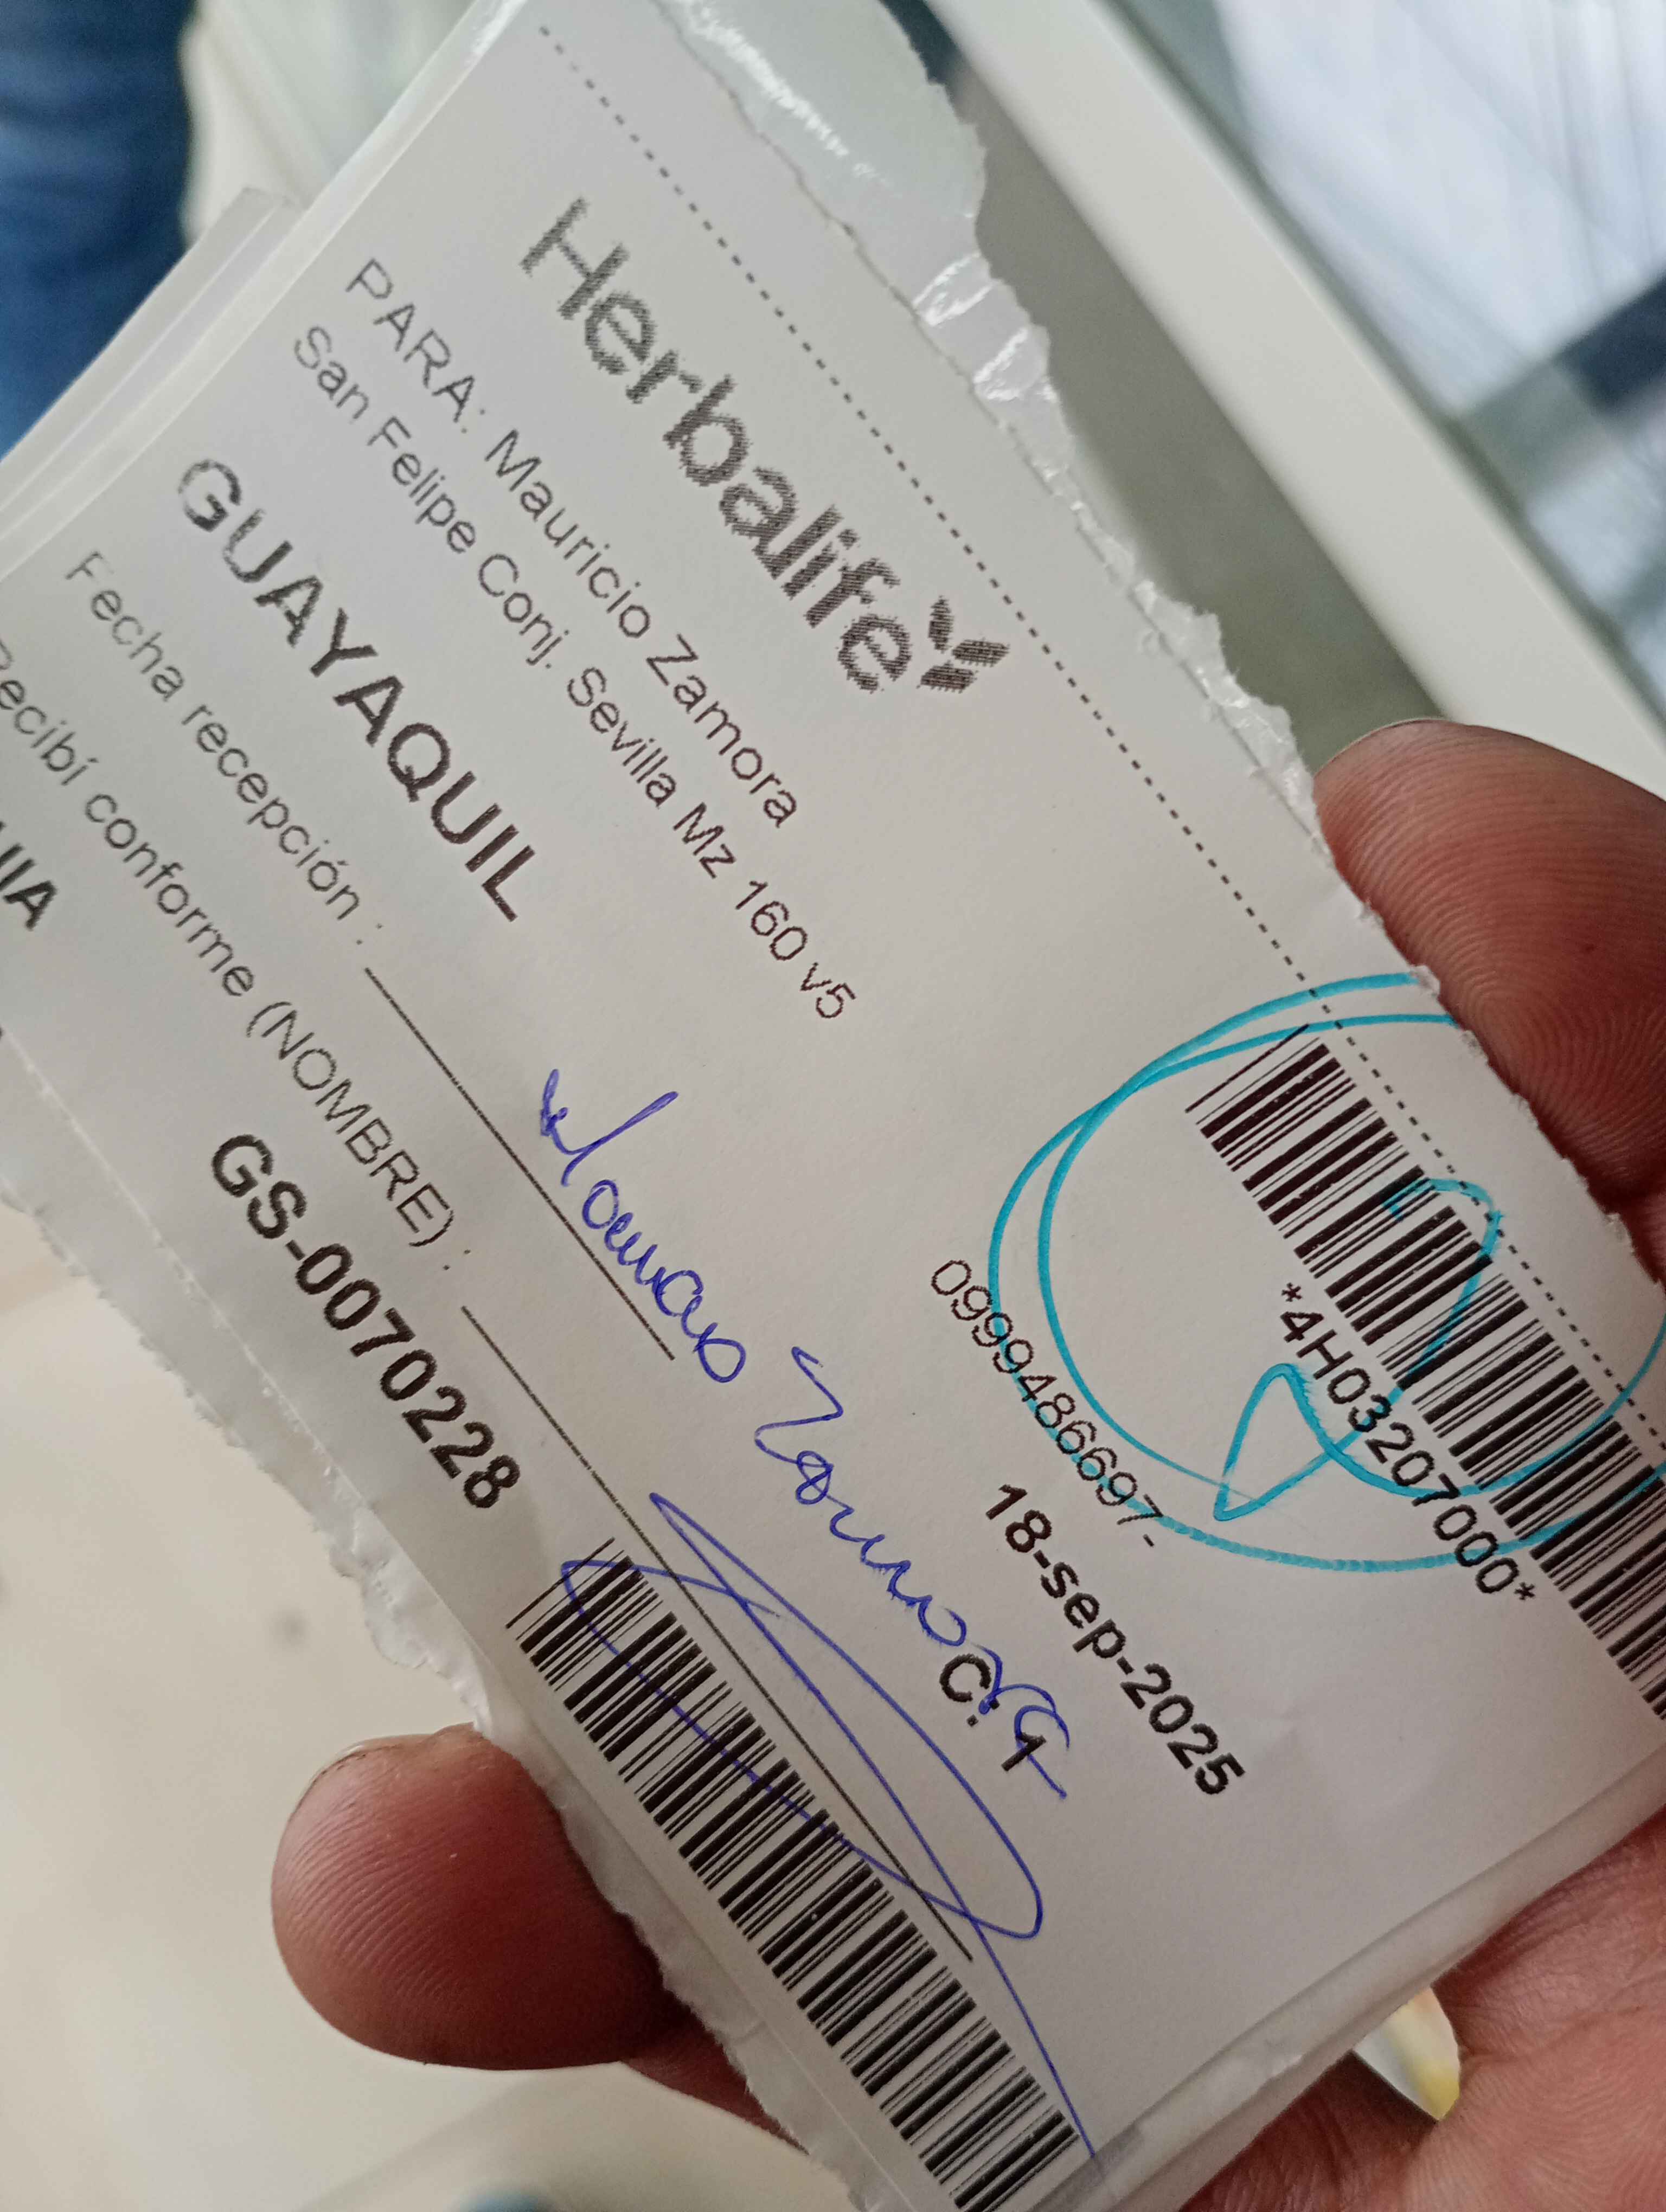 Herbalife
*4H03207000*
PARA: Mauricio Zamora
0999486697-
San Felipe Conj. Sevilla Mz 160 v5
18-sep-2025
GUAYAQUIL
Fecha recepción :
Zamora
C.I
Recibí conforme (NOMBRE) :
GS-0070228